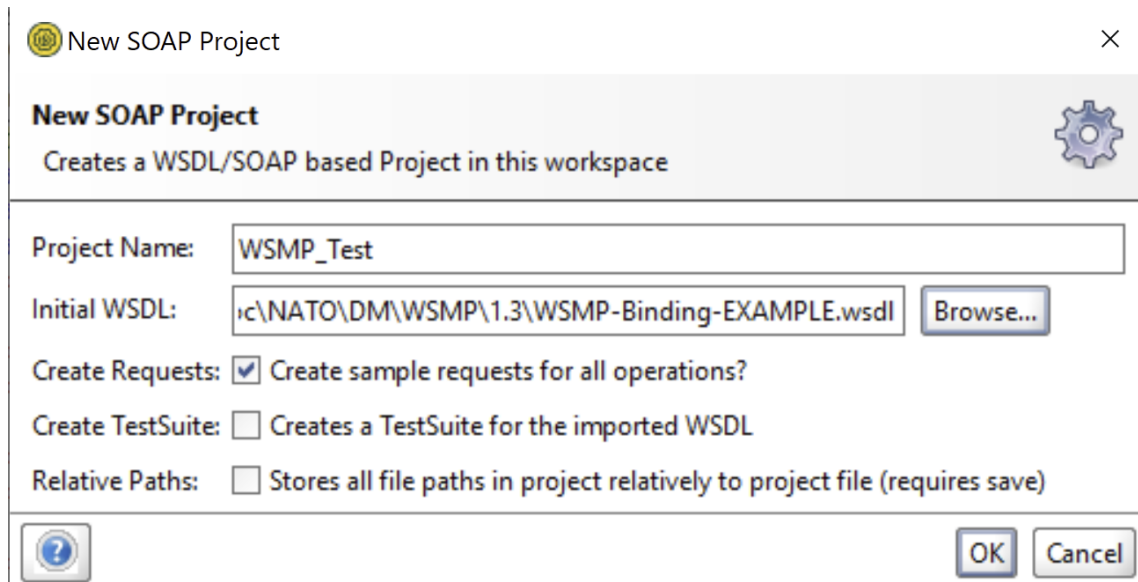 New SOAP Project
New SOAP Project
Creates a WSDL/SOAP based Project in this workspace
Project Name: WSMP_Test
Initial WSDL: c\NATO\DM\WSMP\1.3\WSMP-Binding-EXAMPLE.wsdl Browse...
Create Requests: Create sample requests for all operations?
Create TestSuite: Creates a TestSuite for the imported WSDL
Relative Paths: Stores all file paths in project relatively to project file (requires save)
? OK Cancel